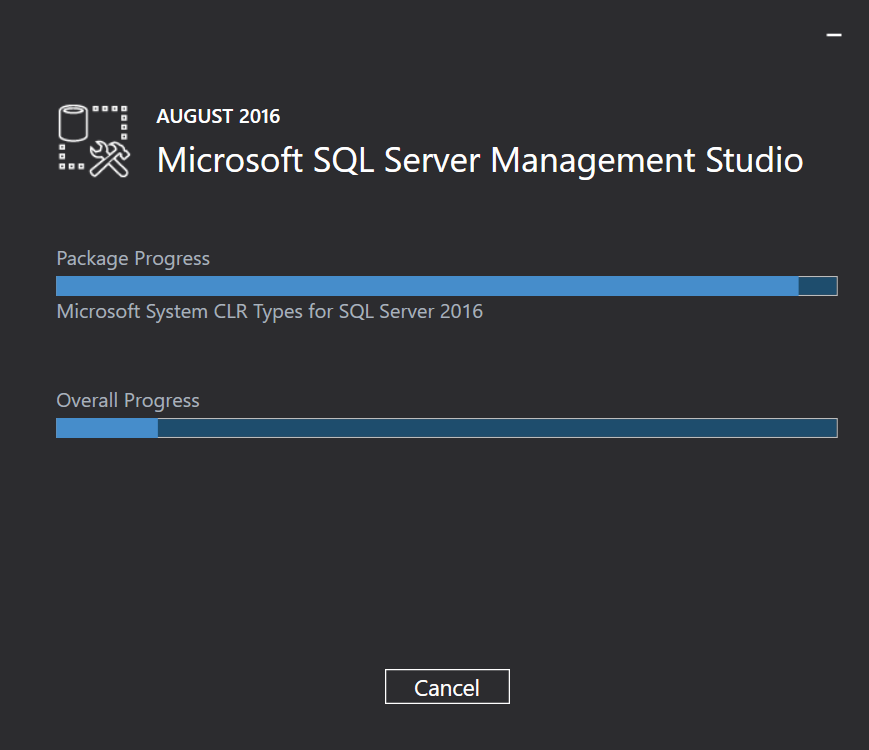 AUGUST 2016
Microsoft SQL Server Management Studio
Package Progress
Microsoft System CLR Types for SQL Server 2016
Overall Progress
Cancel